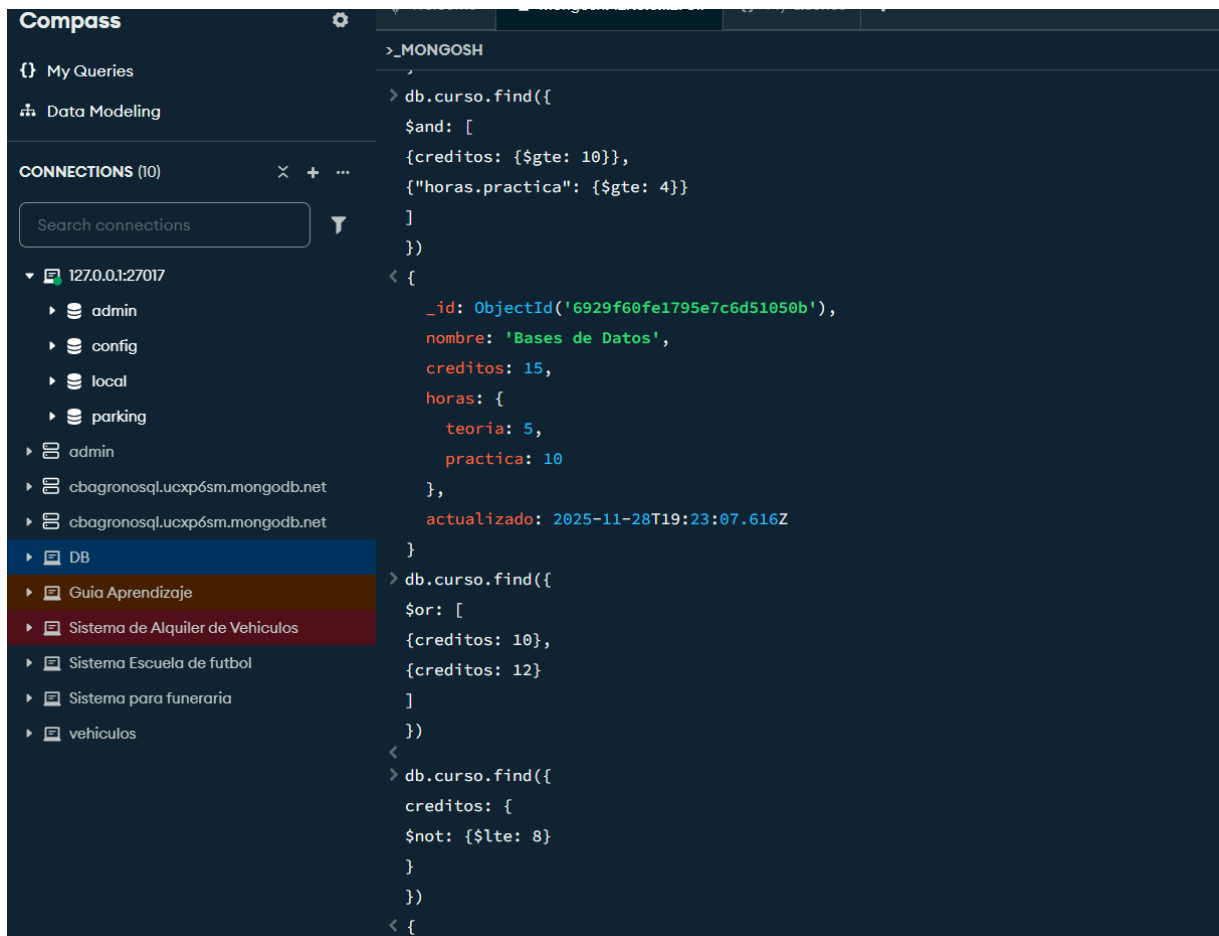 Compass
{} My Queries
Data Modeling
CONNECTIONS (10)
Search connections
127.0.0.1:27017
admin
config
local
parking
admin
cbagronosql.ucxp6sm.mongodb.net
cbagronosql.ucxp6sm.mongodb.net
DB
Guia Aprendizaje
Sistema de Alquiler de Vehiculos
Sistema Escuela de futbol
Sistema para funeraria
vehiculos
>_MONGOSH
> db.curso.find({
$and: [
{creditos: {$gte: 10}},
{"horas.practica": {$gte: 4}}
]
})
< {
_id: ObjectId('6929f60fe1795e7c6d51050b'),
nombre: 'Bases de Datos',
creditos: 15,
horas: {
teoria: 5,
practica: 10
},
actualizado: 2025-11-28T19:23:07.616Z
}
> db.curso.find({
$or: [
{creditos: 10},
{creditos: 12}
]
})
<
> db.curso.find({
creditos: {
$not: {$lte: 8}
}
})
< {